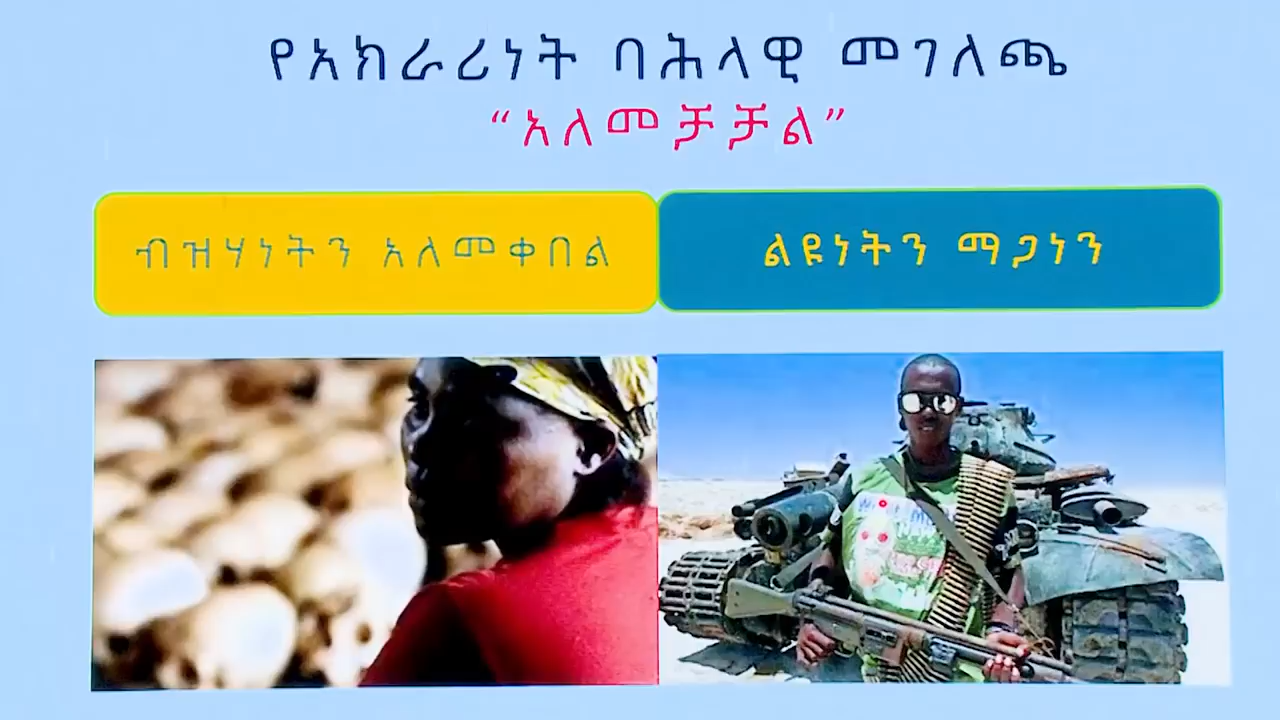 የአክራሪነት ባሕላዊ መገለጫ
“አለመቻቻል”
ብዝሃነትን አለመቀበል
ልዩነትን ማጋነን